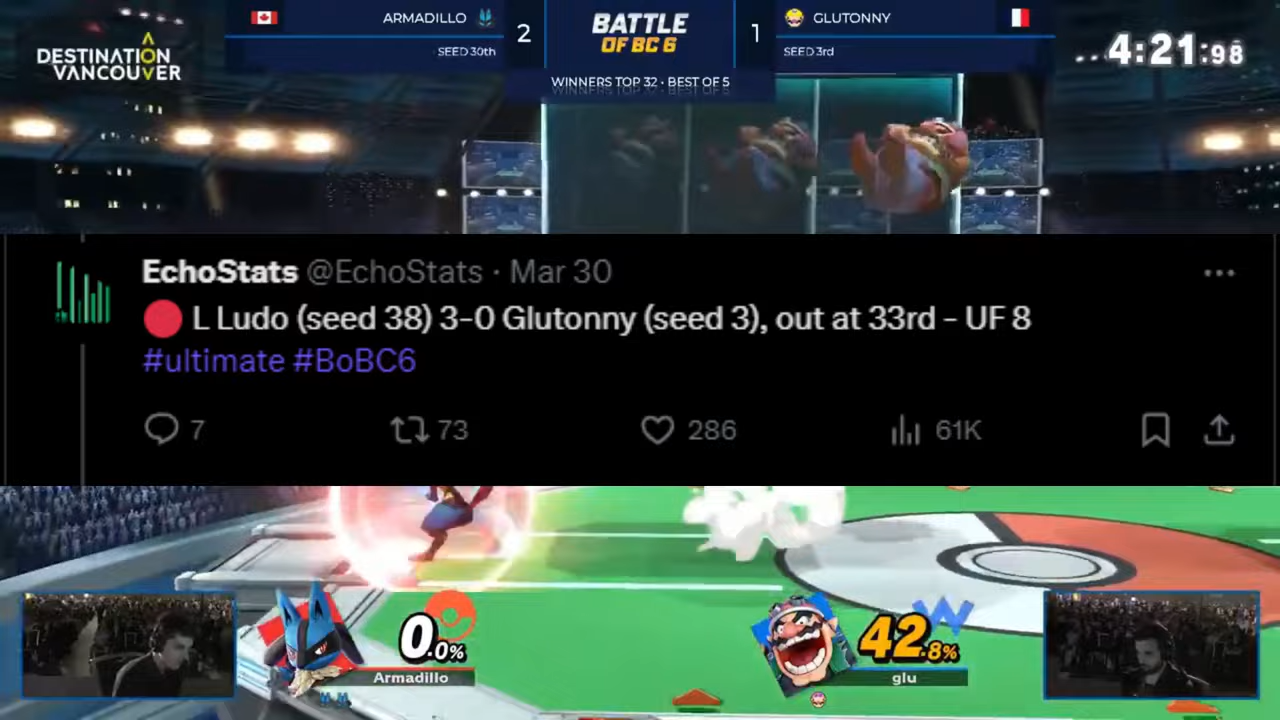 ARMADILLO
SEED 30th
2
BATTLE
OF BC 6
1
GLUTONNY
SEED 3rd
WINNERS TOP 32 • BEST OF 5
DESTINATION
VANCOUVER
4:21:98
EchoStats @EchoStats · Mar 30
L Ludo (seed 38) 3-0 Glutonny (seed 3), out at 33rd - UF 8
#ultimate #BoBC6
7
73
286
61K
0.0%
Armadillo
42.8%
glu